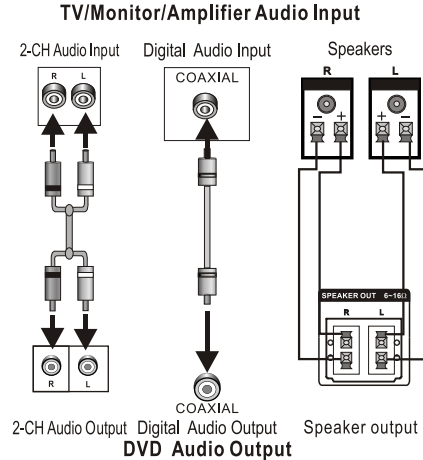 TV/Monitor/Amplifier Audio Input
2-CH Audio Input Digital Audio Input Speakers
R L
COAXIAL
R L
− + + −
SPEAKER OUT 6~16Ω
R L
R L
COAXIAL
2-CH Audio Output Digital Audio Output Speaker output
DVD Audio Output